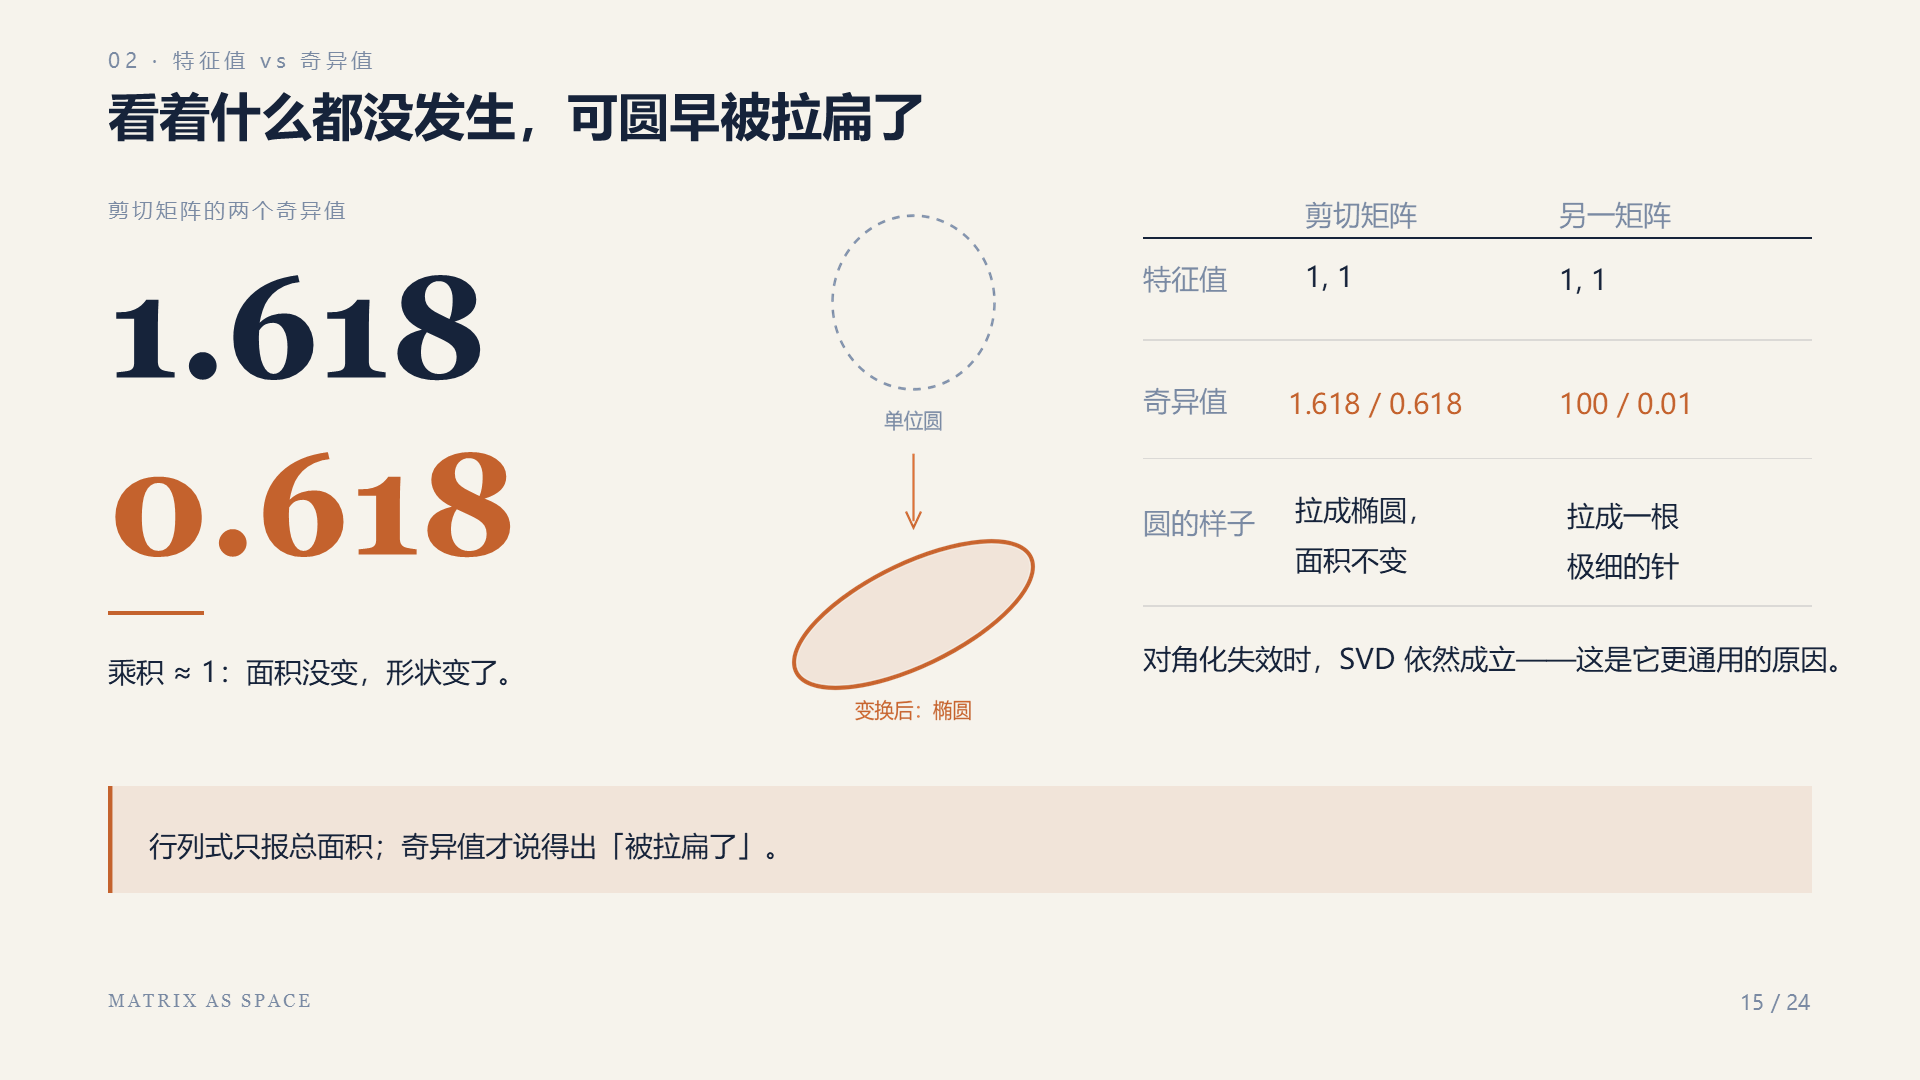 02 · 特征值 vs 奇异值
看着什么都没发生，可圆早被拉扁了
剪切矩阵的两个奇异值
1.618
0.618
乘积 ≈ 1：面积没变，形状变了。
单位圆
变换后：椭圆
剪切矩阵 另一矩阵
特征值 1, 1 1, 1
奇异值 1.618 / 0.618 100 / 0.01
圆的样子 拉成椭圆， 拉成一根
面积不变 极细的针
对角化失效时，SVD 依然成立——这是它更通用的原因。
行列式只报总面积；奇异值才说得出「被拉扁了」。
MATRIX AS SPACE
15 / 24